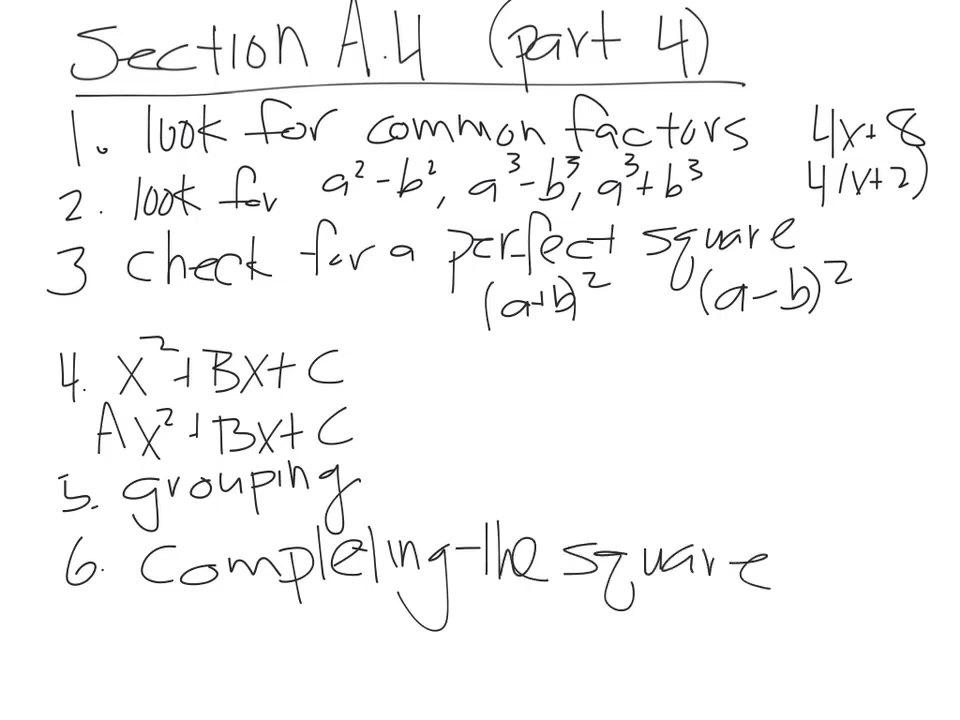 Section A.4 (part 4)
1. look for common factors 4x+8
2. look for a²-b², a³-b³, a³+b³ 4(x+2)
3 check for a perfect square
(a+b)² (a-b)²
4. x²+Bx+C
Ax²+Bx+C
5. grouping
6. Completing the square